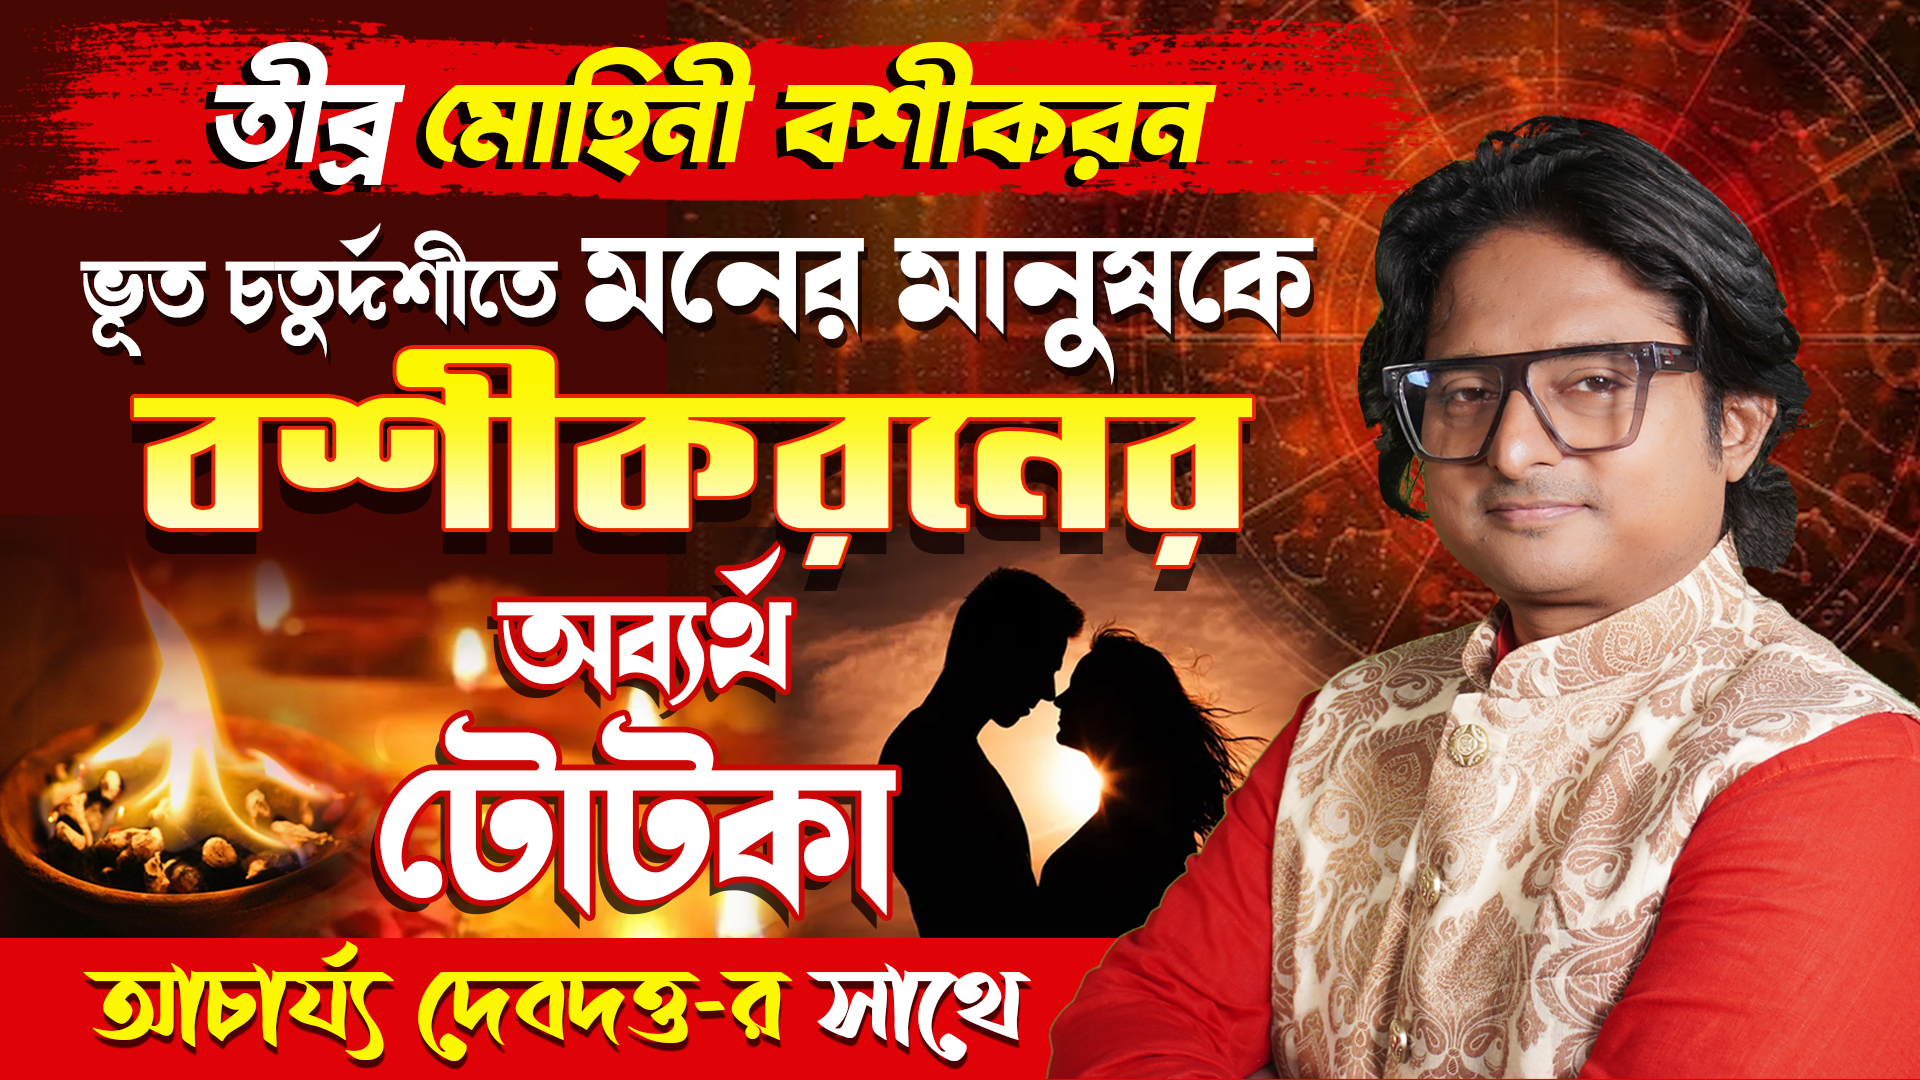 তীব্র মোহিনী বশীকরন
ভূত চতুর্দশীতে মনের মানুষকে
বশীকরনের
অব্যর্থ
টোটকা
আচার্য্য দেবদত্ত-র সাথে